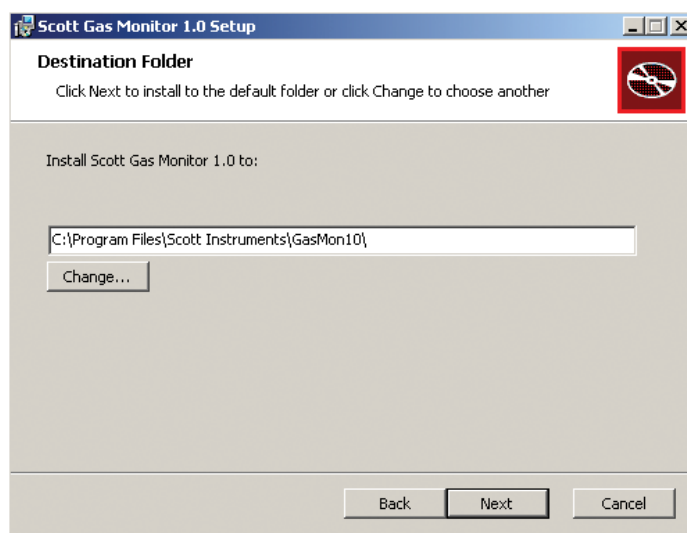 Scott Gas Monitor 1.0 Setup
Destination Folder
Click Next to install to the default folder or click Change to choose another
Install Scott Gas Monitor 1.0 to:
C:\Program Files\Scott Instruments\GasMon10\
Change...
Back Next Cancel